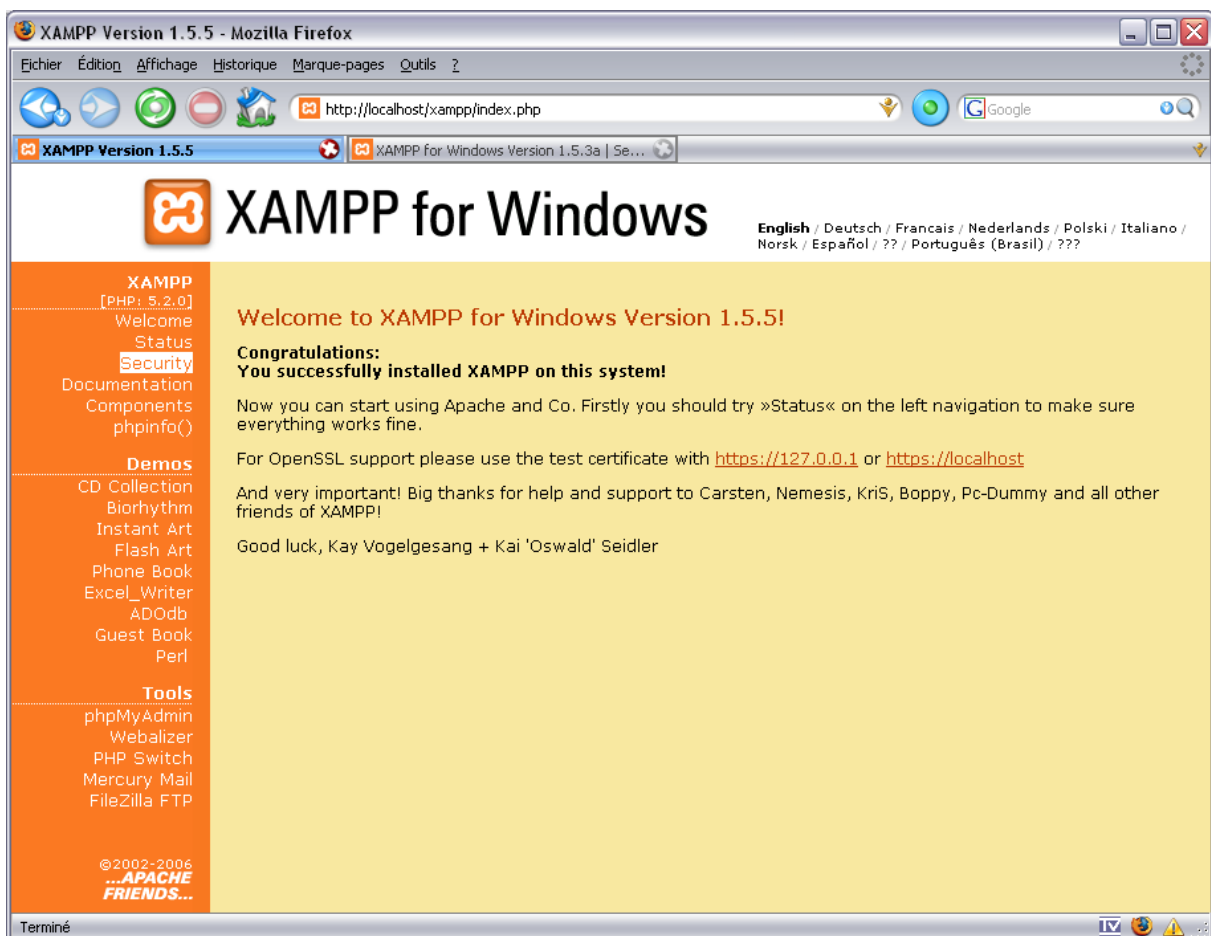 XAMPP Version 1.5.5 - Mozilla Firefox
Eichier Édition Affichage Historique Marque-pages Outils ?
http://localhost/xampp/index.php
Google
XAMPP Version 1.5.5
XAMPP for Windows Version 1.5.3a | Se...
XAMPP for Windows
English / Deutsch / Francais / Nederlands / Polski / Italiano /
Norsk / Español / ?? / Português (Brasil) / ???
XAMPP
[PHP: 5.2.0]
Welcome
Status
Security
Documentation
Components
phpinfo()
Demos
CD Collection
Biorhythm
Instant Art
Flash Art
Phone Book
Excel_Writer
ADOdb
Guest Book
Perl
Tools
phpMyAdmin
Webalizer
PHP Switch
Mercury Mail
FileZilla FTP
©2002-2006
...APACHE
FRIENDS...
Welcome to XAMPP for Windows Version 1.5.5!
Congratulations:
You successfully installed XAMPP on this system!
Now you can start using Apache and Co. Firstly you should try »Status« on the left navigation to make sure
everything works fine.
For OpenSSL support please use the test certificate with https://127.0.0.1 or https://localhost
And very important! Big thanks for help and support to Carsten, Nemesis, KriS, Boppy, Pc-Dummy and all other
friends of XAMPP!
Good luck, Kay Vogelgesang + Kai 'Oswald' Seidler
Terminé